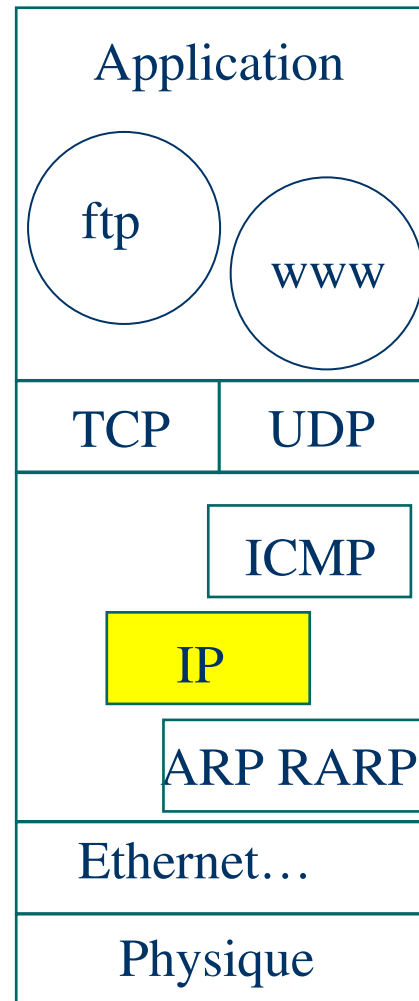 Application
ftp
www
TCP UDP
ICMP
IP
ARP RARP
Ethernet…
Physique